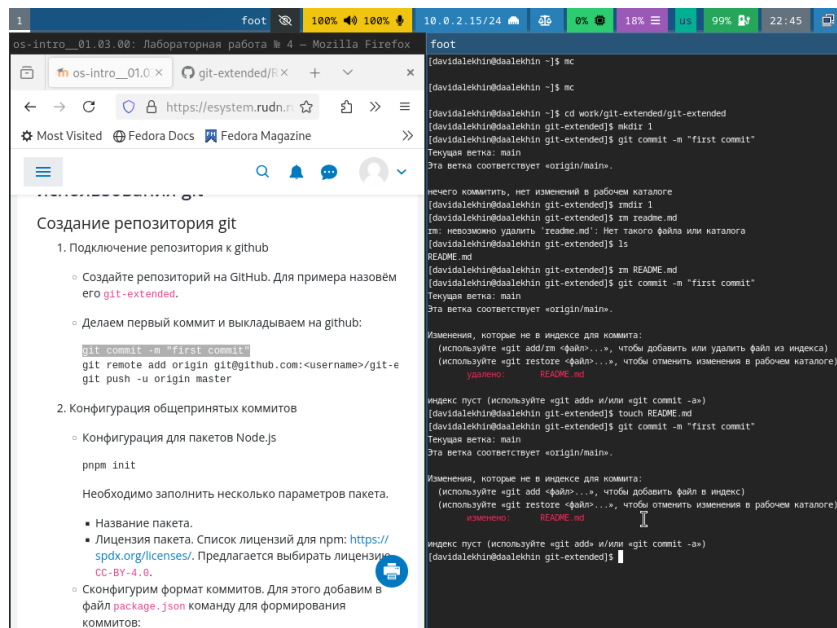 1 foot 100% 100% 10.0.2.15/24 0% 18% us 99% 22:45
os-intro__01.03.00: Лабораторная работа № 4 — Mozilla Firefox
os-intro__01.0
git-extended/R
https://esystem.rudn.r
Most Visited Fedora Docs Fedora Magazine
использования git
Создание репозитория git
1. Подключение репозитория к github
Создайте репозиторий на GitHub. Для примера назовём
его git-extended.
Делаем первый коммит и выкладываем на github:
git commit -m "first commit"
git remote add origin git@github.com:<username>/git-e
git push -u origin master
2. Конфигурация общепринятых коммитов
Конфигурация для пакетов Node.js
pnpm init
Необходимо заполнить несколько параметров пакета.
Название пакета.
Лицензия пакета. Список лицензий для npm: https://
spdx.org/licenses/. Предлагается выбирать лицензию
CC-BY-4.0.
Сконфигурим формат коммитов. Для этого добавим в
файл package.json команду для формирования
коммитов:
foot
[davidalekhin@daalekhin ~]$ mc
[davidalekhin@daalekhin ~]$ mc
[davidalekhin@daalekhin ~]$ cd work/git-extended/git-extended
[davidalekhin@daalekhin git-extended]$ mkdir 1
[davidalekhin@daalekhin git-extended]$ git commit -m "first commit"
Текущая ветка: main
Эта ветка соответствует «origin/main».
нечего коммитить, нет изменений в рабочем каталоге
[davidalekhin@daalekhin git-extended]$ rmdir 1
[davidalekhin@daalekhin git-extended]$ rm readme.md
rm: невозможно удалить 'readme.md': Нет такого файла или каталога
[davidalekhin@daalekhin git-extended]$ ls
README.md
[davidalekhin@daalekhin git-extended]$ rm README.md
[davidalekhin@daalekhin git-extended]$ git commit -m "first commit"
Текущая ветка: main
Эта ветка соответствует «origin/main».
Изменения, которые не в индексе для коммита:
(используйте «git add/rm <файл>...», чтобы добавить или удалить файл из индекса)
(используйте «git restore <файл>...», чтобы отменить изменения в рабочем каталоге)
удалено: README.md
индекс пуст (используйте «git add» и/или «git commit -a»)
[davidalekhin@daalekhin git-extended]$ touch README.md
[davidalekhin@daalekhin git-extended]$ git commit -m "first commit"
Текущая ветка: main
Эта ветка соответствует «origin/main».
Изменения, которые не в индексе для коммита:
(используйте «git add <файл>...», чтобы добавить файл в индекс)
(используйте «git restore <файл>...», чтобы отменить изменения в рабочем каталоге)
изменено: README.md
индекс пуст (используйте «git add» и/или «git commit -a»)
[davidalekhin@daalekhin git-extended]$